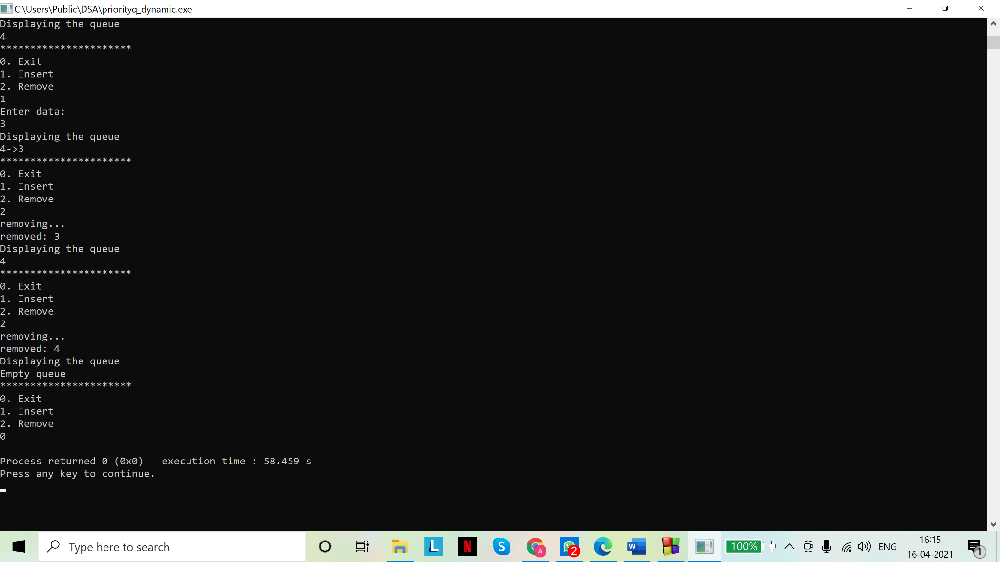 C:\Users\Public\DSA\priorityq_dynamic.exe
Displaying the queue
4
**********************
0. Exit
1. Insert
2. Remove
1
Enter data:
3
Displaying the queue
4->3
**********************
0. Exit
1. Insert
2. Remove
2
removing...
removed: 3
Displaying the queue
4
**********************
0. Exit
1. Insert
2. Remove
2
removing...
removed: 4
Displaying the queue
Empty queue
**********************
0. Exit
1. Insert
2. Remove
0
Process returned 0 (0x0)   execution time : 58.459 s
Press any key to continue.
Type here to search
L
N
S
A
2
W
100%
ENG
16:15
16-04-2021
1